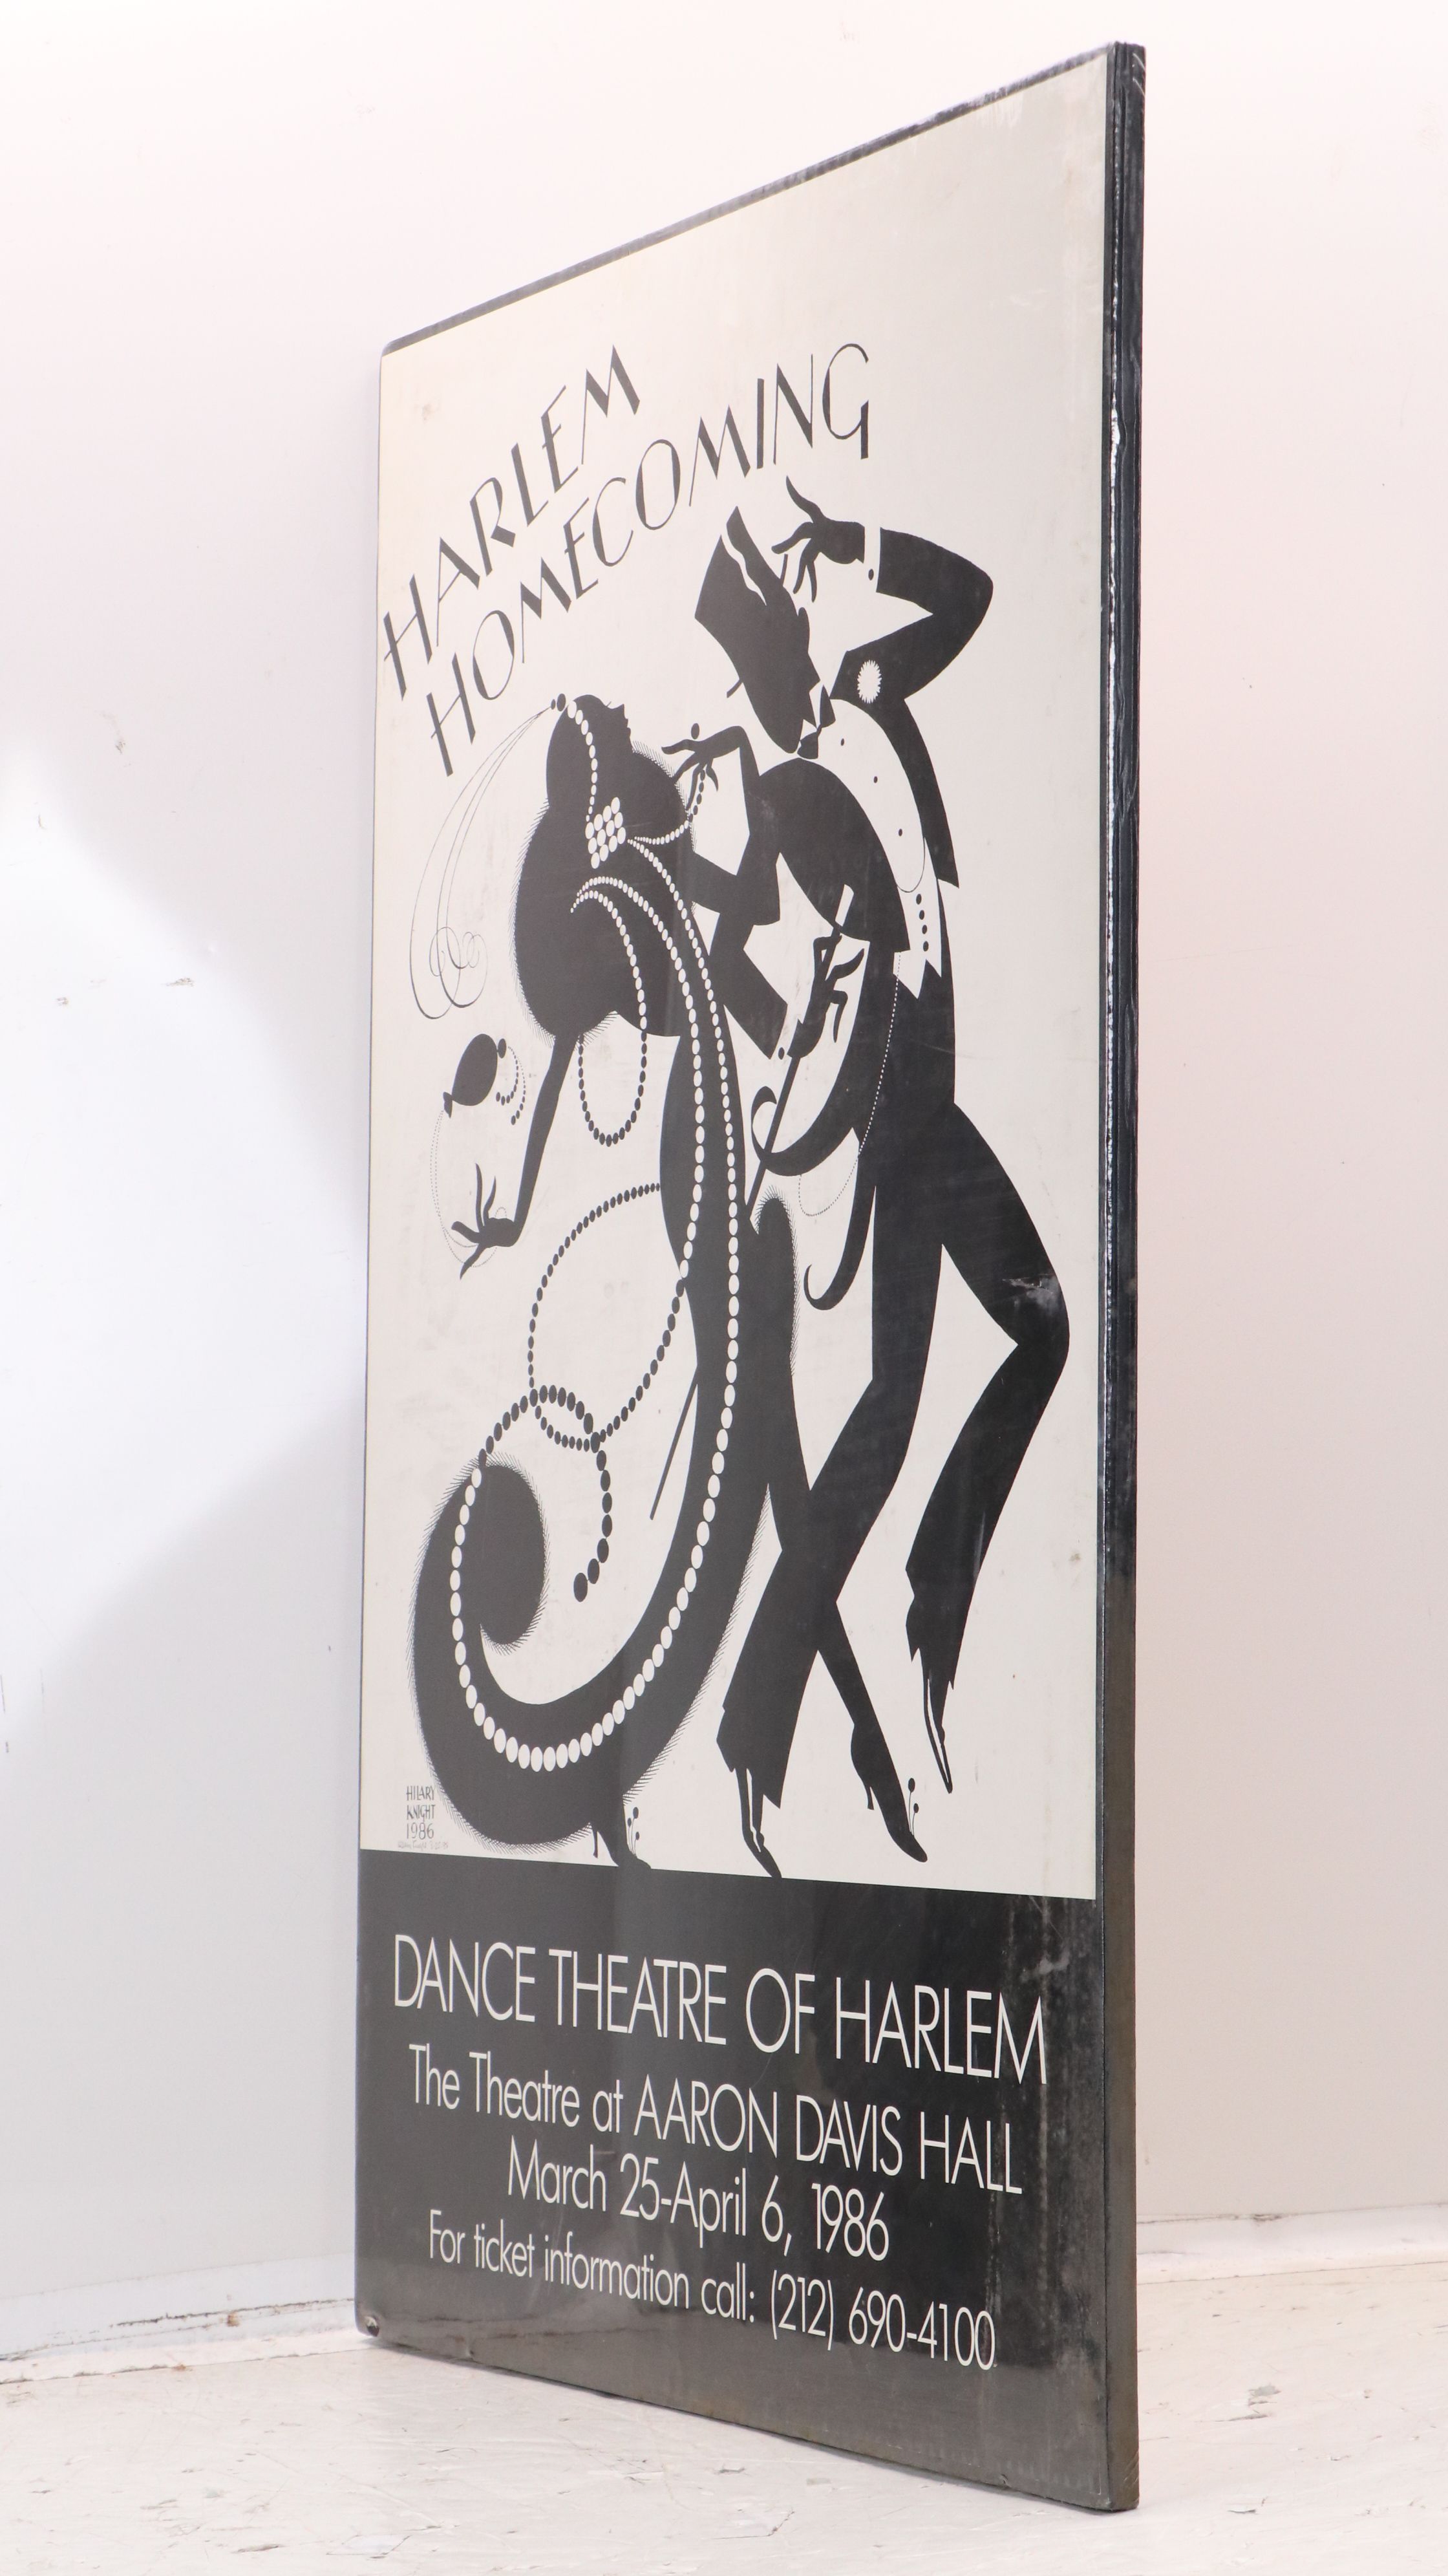 HARLEM
HOMECOMING
HILARY
KNIGHT
1986
DANCE THEATRE OF HARLEM
The Theatre at AARON DAVIS HALL
March 25-April 6, 1986
For ticket information call: (212) 690-4100